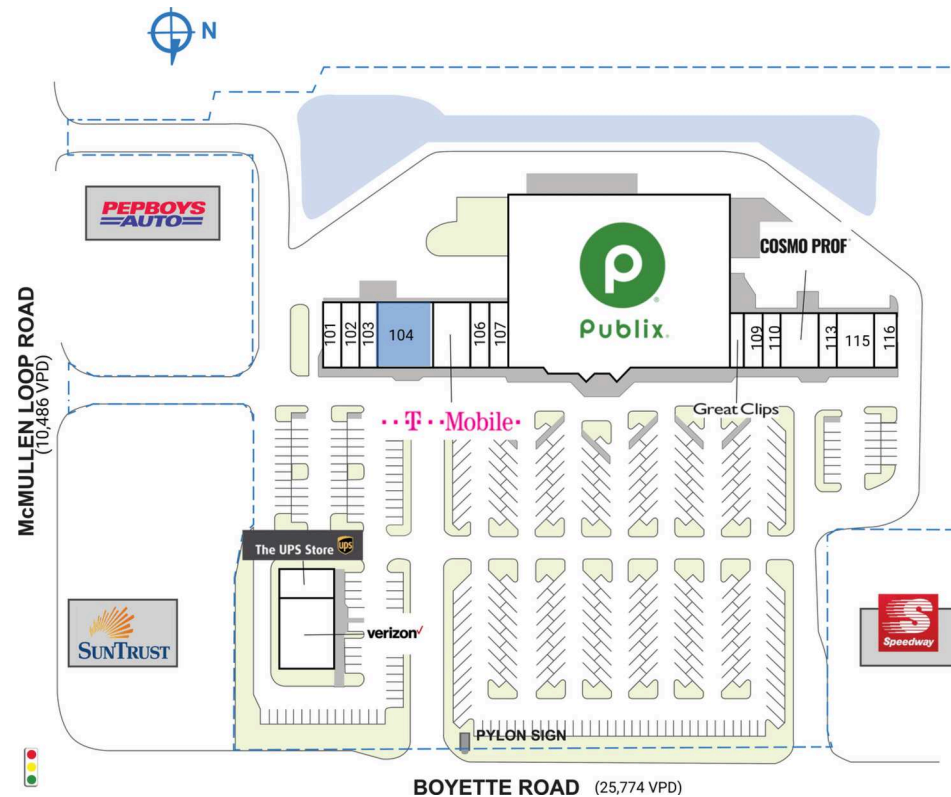 N
PEPBOYS
AUTO
COSMO PROF
Publix.
101
102
103
104
106
107
109
110
113
115
116
T Mobile
Great Clips
McMULLEN LOOP ROAD
(10,486 VPD)
The UPS Store
ups
verizon
SUNTRUST
S
Speedway
PYLON SIGN
BOYETTE ROAD (25,774 VPD)